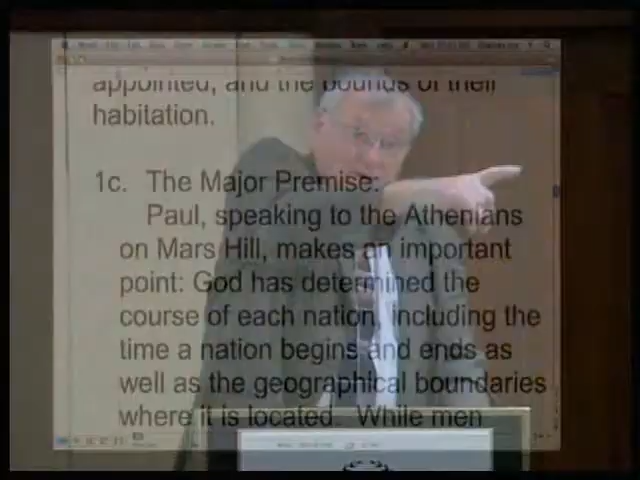 appointed, and the bounds of their
habitation.
1c. The Major Premise:
Paul, speaking to the Athenians
on Mars Hill, makes an important
point: God has determined the
course of each nation, including the
time a nation begins and ends as
well as the geographical boundaries
where it is located. While men